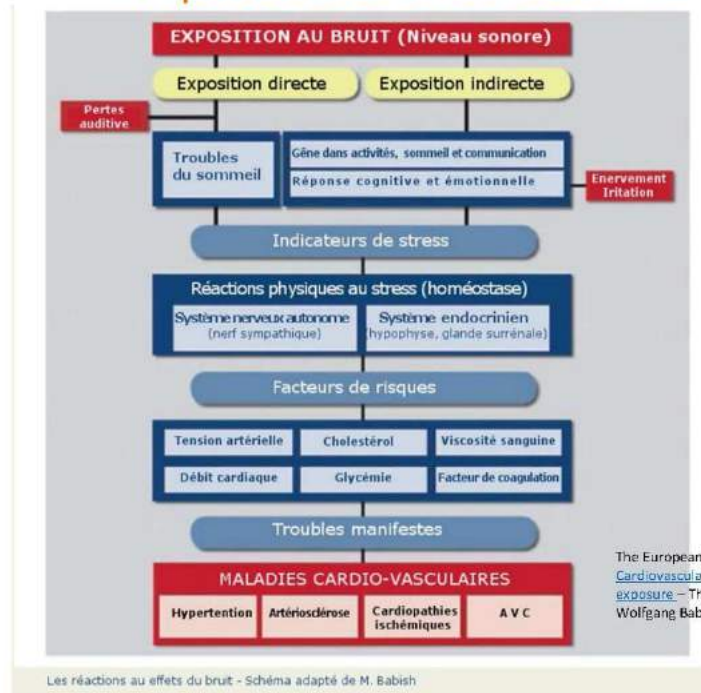 EXPOSITION AU BRUIT (Niveau sonore)
Exposition directe
Exposition indirecte
Pertes
auditive
Troubles
du sommeil
Gêne dans activités, sommeil et communication
Réponse cognitive et émotionnelle
Enervement
Iritation
Indicateurs de stress
Réactions physiques au stress (homéostase)
Système nerveux autonome
(nerf sympathique)
Système endocrinien
(hypophyse, glande surrénale)
Facteurs de risques
Tension artérielle
Cholestérol
Viscosité sanguine
Débit cardiaque
Glycémie
Facteur de coagulation
Troubles manifestes
MALADIES CARDIO-VASCULAIRES
Hypertention
Artériosclérose
Cardiopathies
ischémiques
A V C
The European
Cardiovascula
exposure – Th
Wolfgang Bab
Les réactions au effets du bruit - Schéma adapté de M. Babish